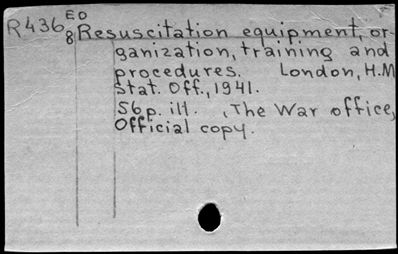 R436 ED
8 Resuscitation equipment, or-
ganization, training and
procedures. London, H.M
Stat. Off., 1941.
56p. ill. , The War office,
Official copy.